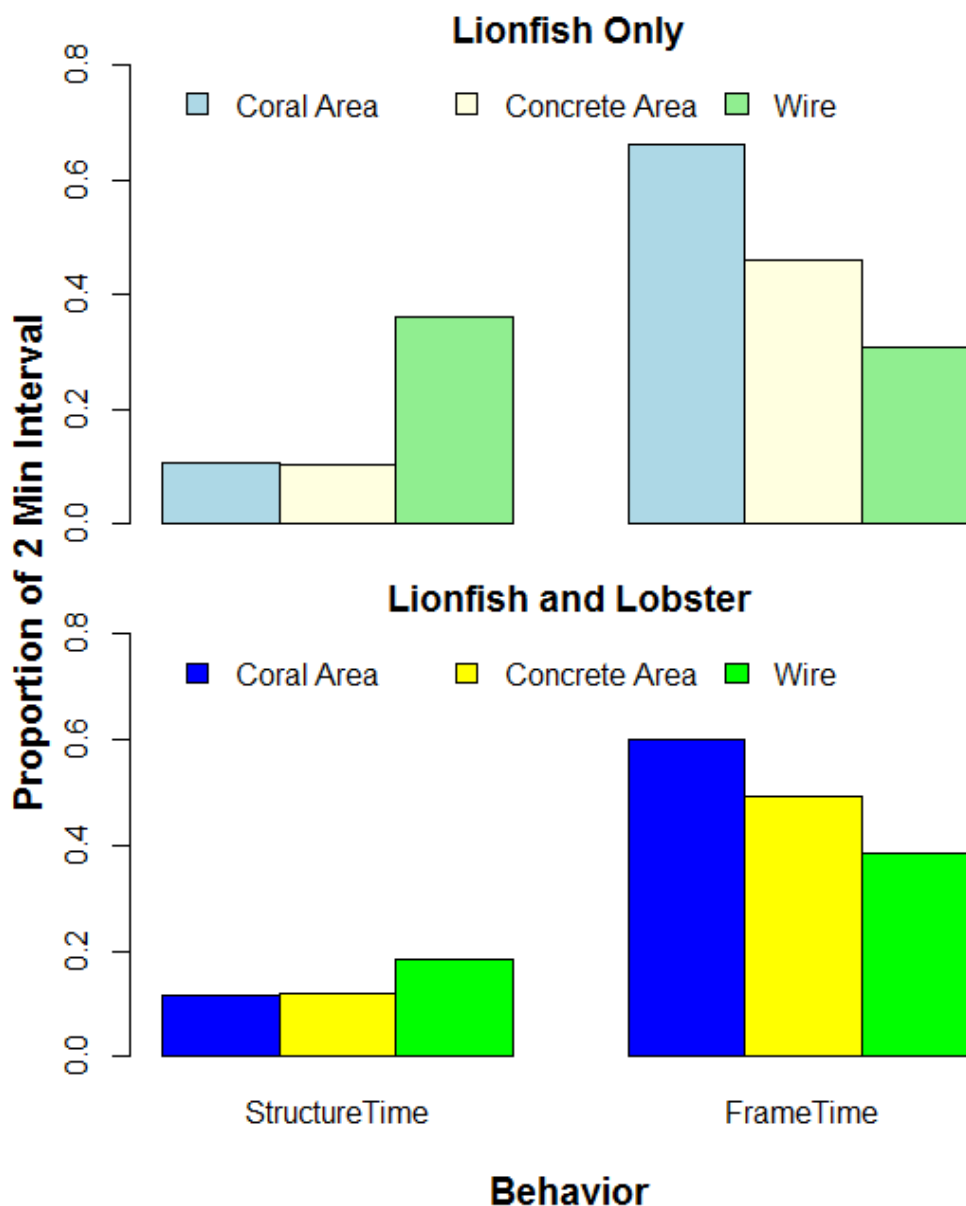 Lionfish Only
Coral Area Concrete Area Wire
0.8
0.6
0.4
0.2
0.0
Proportion of 2 Min Interval
Lionfish and Lobster
Coral Area Concrete Area Wire
0.8
0.6
0.4
0.2
0.0
StructureTime FrameTime
Behavior